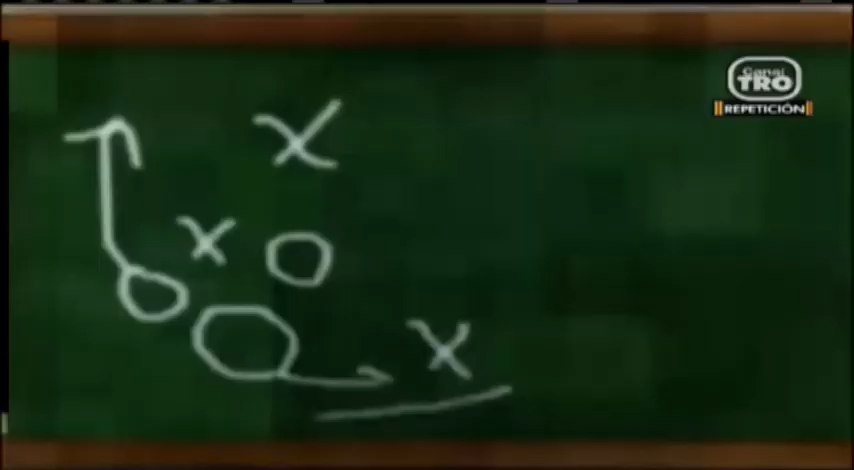 Canal
TRO
REPETICIÓN
X
X
X